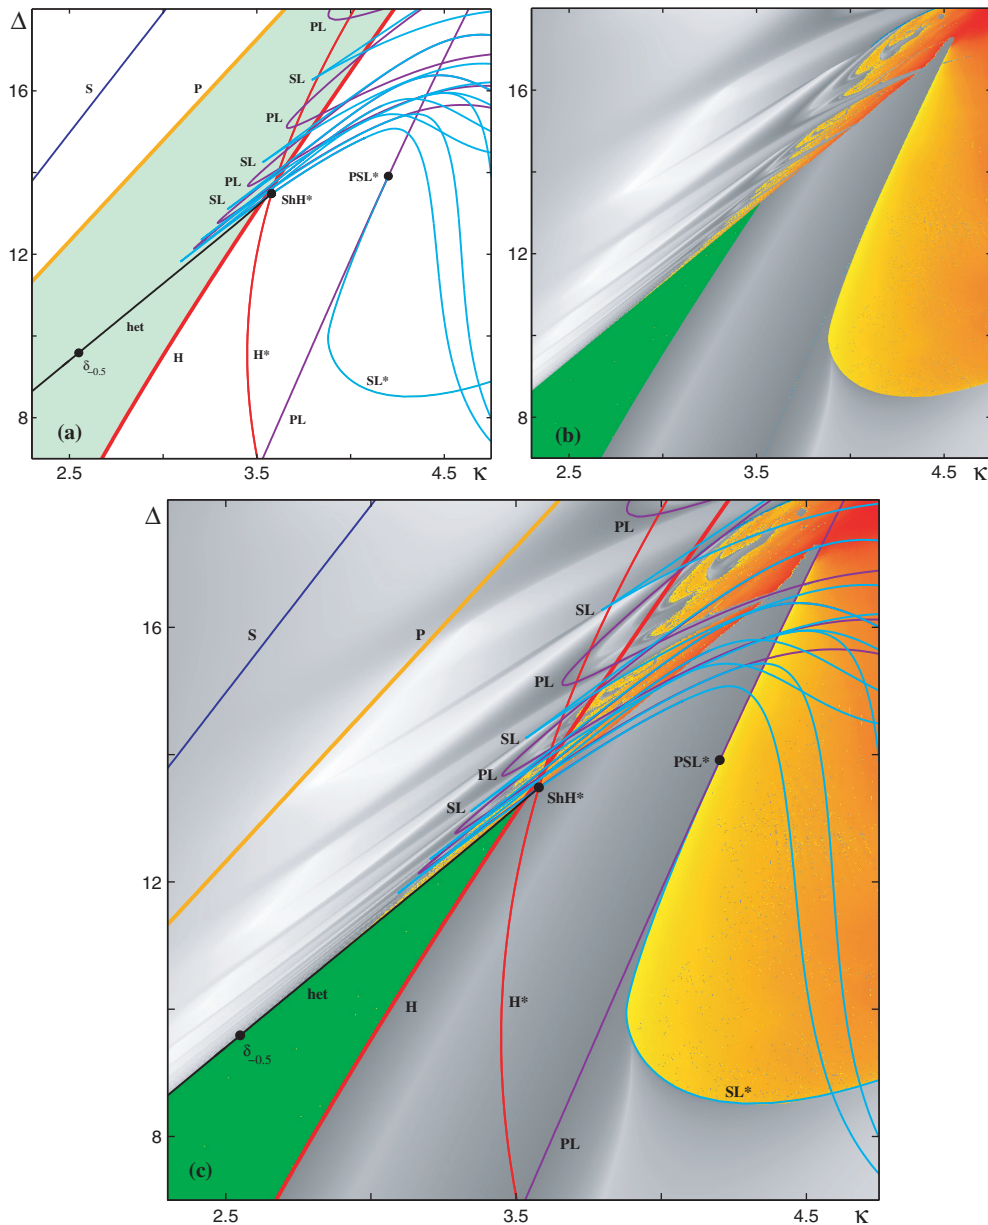 Δ
16
12
8
2.5
3.5
4.5
κ
S
P
PL
SL
PL
SL
PL
SL
ShH*
PSL*
het
δ₋₀.₅
H
H*
SL*
PL
(a)
16
12
8
2.5
3.5
4.5
κ
(b)
Δ
16
12
8
2.5
3.5
4.5
κ
S
P
PL
SL
PL
SL
PL
SL
ShH*
PSL*
het
δ₋₀.₅
H
H*
SL*
PL
(c)